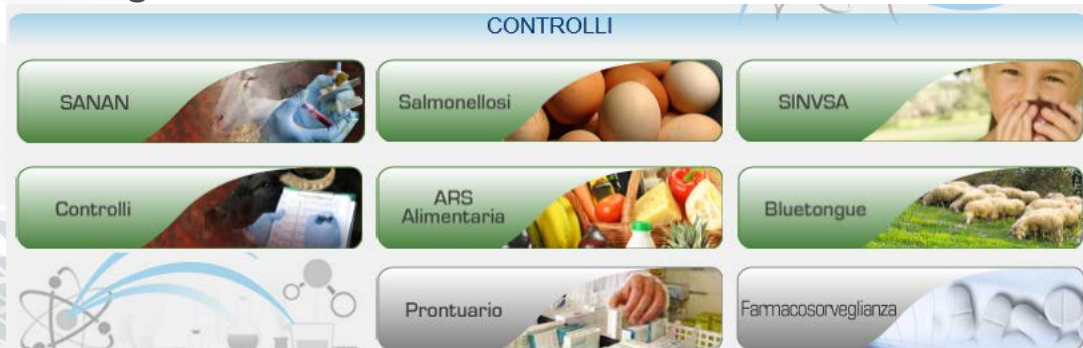 CONTROLLI
SANAN
Salmonellosi
SINVSA
Controlli
ARS
Alimentaria
Bluetongue
Prontuario
Farmacosorveglianza